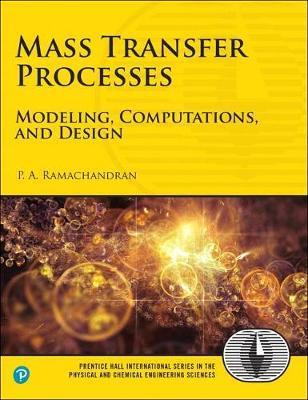 MASS TRANSFER
PROCESSES
MODELING, COMPUTATIONS,
AND DESIGN
P. A. RAMACHANDRAN
PRENTICE HALL INTERNATIONAL SERIES IN THE
PHYSICAL AND CHEMICAL ENGINEERING SCIENCES